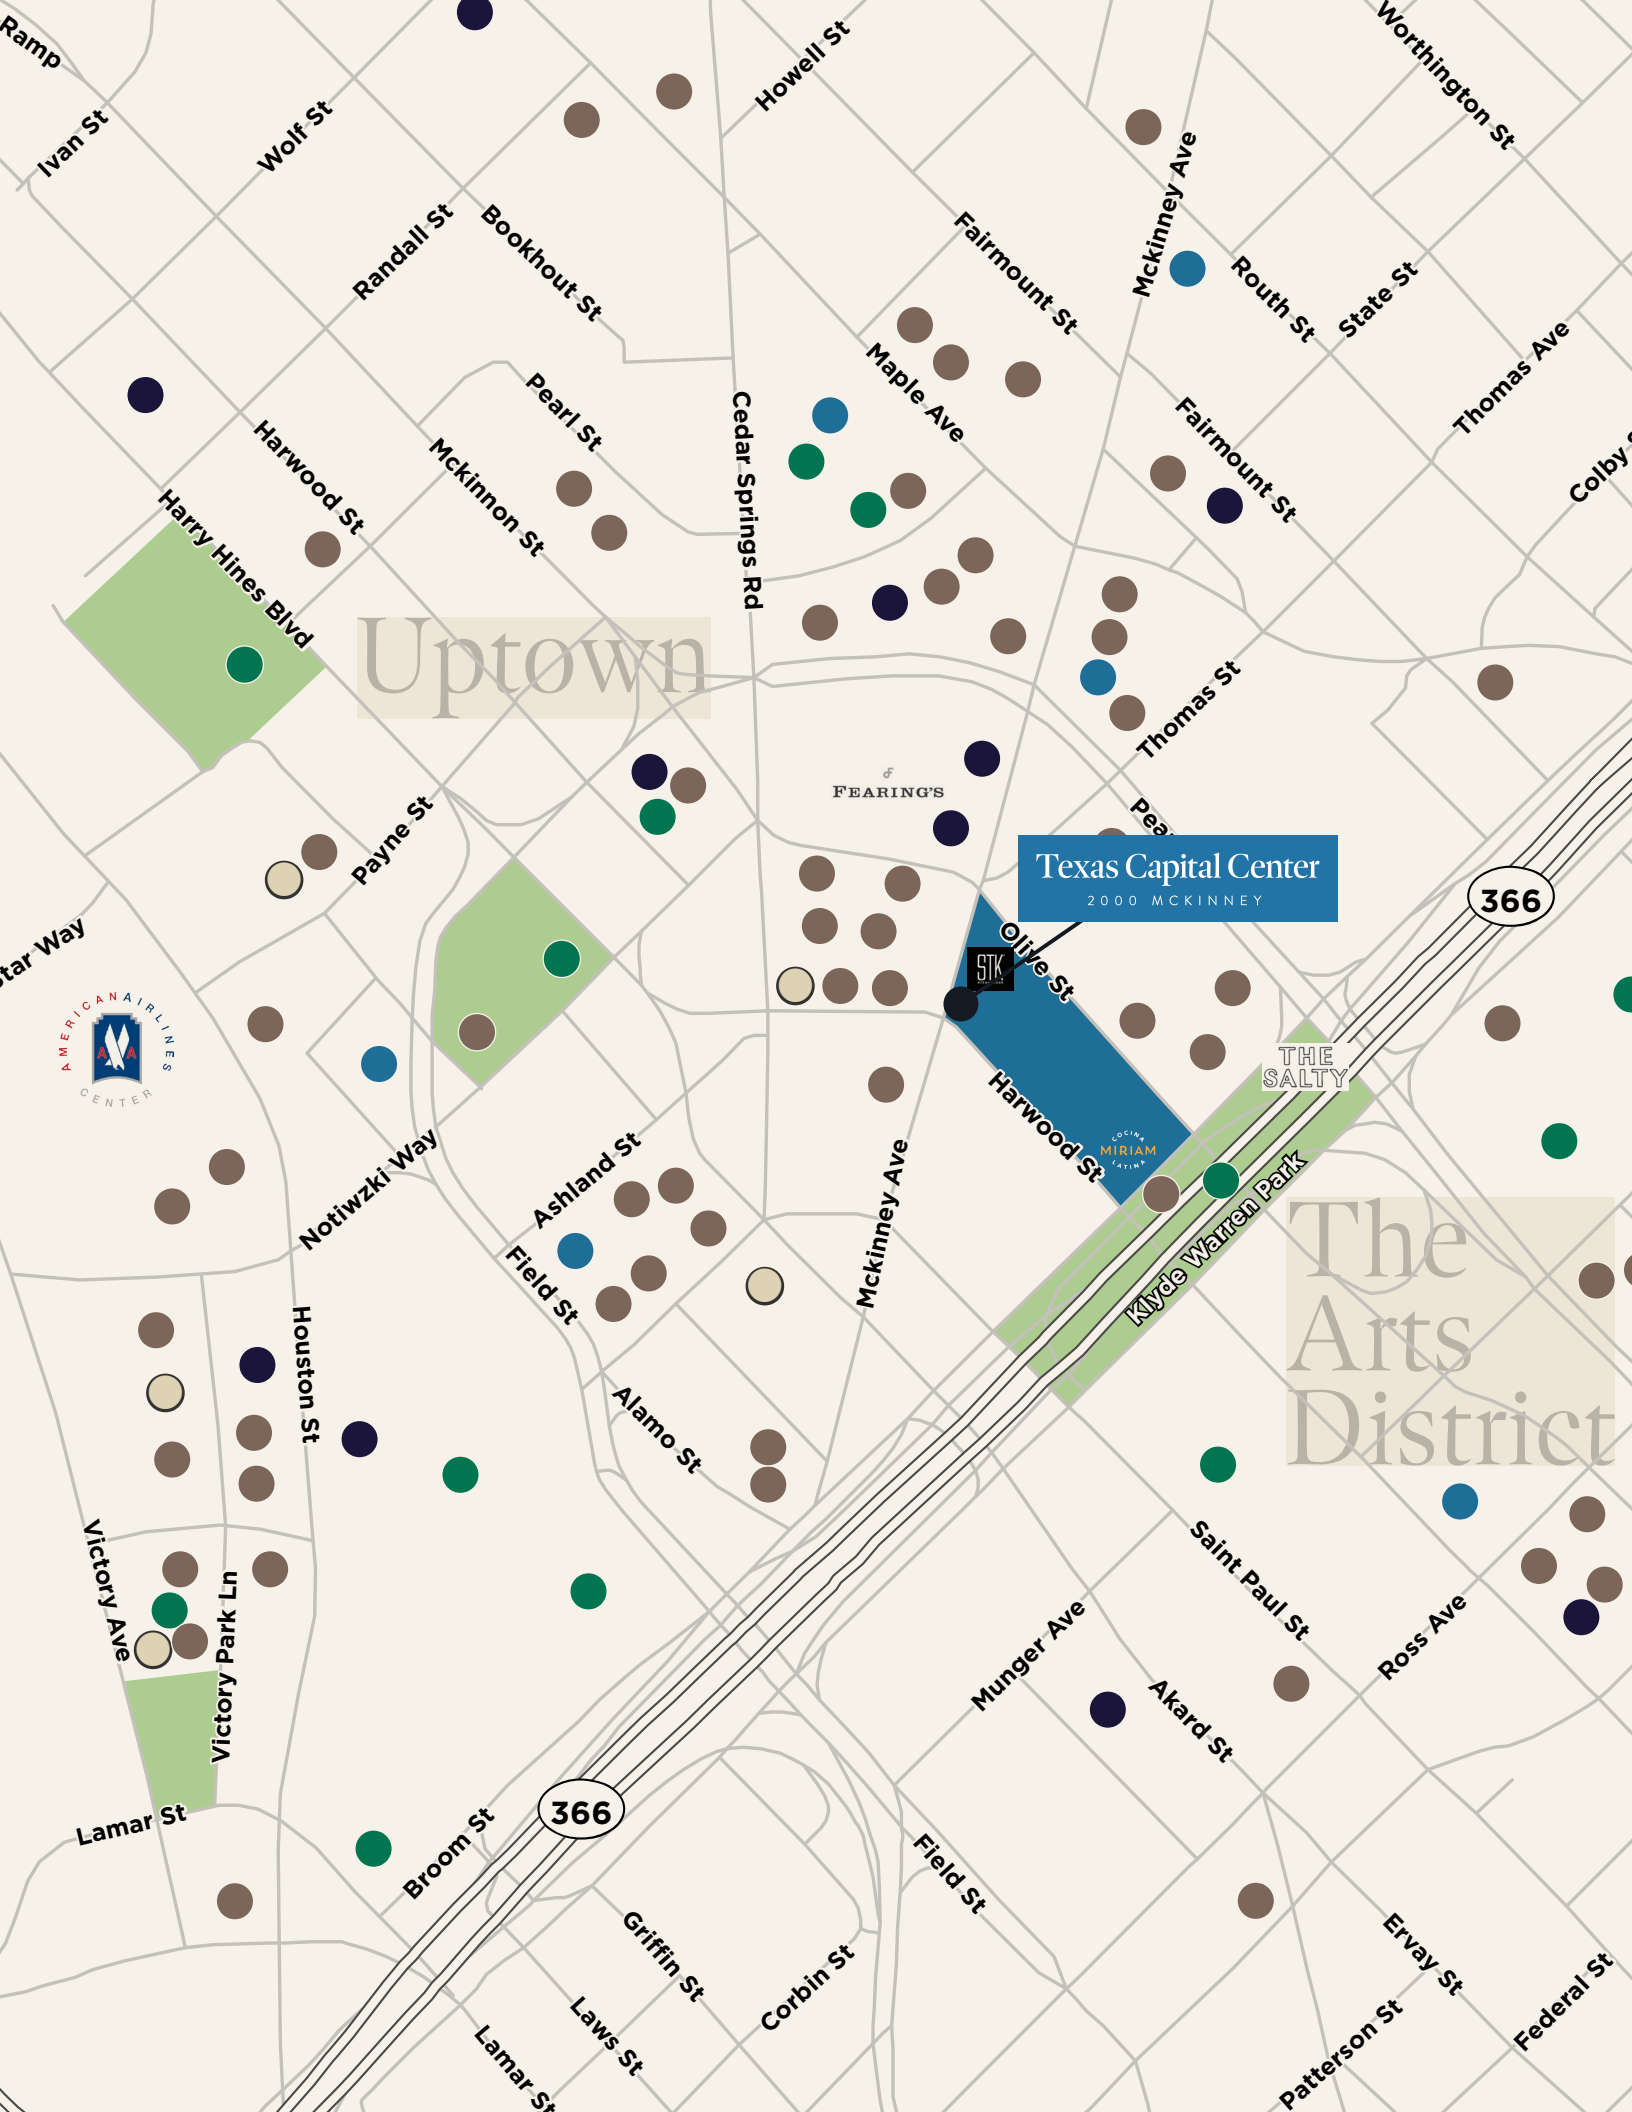 Ramp
Ivan St
Wolf St
Howell St
Worthington St
Randall St
Bookhout St
Fairmount St
Mckinney Ave
Routh St
State St
Thomas Ave
Colby
Maple Ave
Fairmount St
Pearl St
Cedar Springs Rd
Harwood St
Mckinnon St
Harry Hines Blvd
Uptown
Thomas St
Payne St
FEARING'S
Texas Capital Center
2000 MCKINNEY
366
Olive St
STK
AMERICAN AIRLINES
AA
CENTER
THE
SALTY
Harwood St
COCINA
MIRIAM
LATINA
Klyde Warren Park
Notiwzki Way
Ashland St
Mckinney Ave
Field St
Houston St
The
Arts
District
Alamo St
Victory Ave
Victory Park Ln
Saint Paul St
Munger Ave
Ross Ave
Akard St
366
Lamar St
Broom St
Field St
Griffin St
Corbin St
Laws St
Lamar St
Ervay St
Patterson St
Federal St